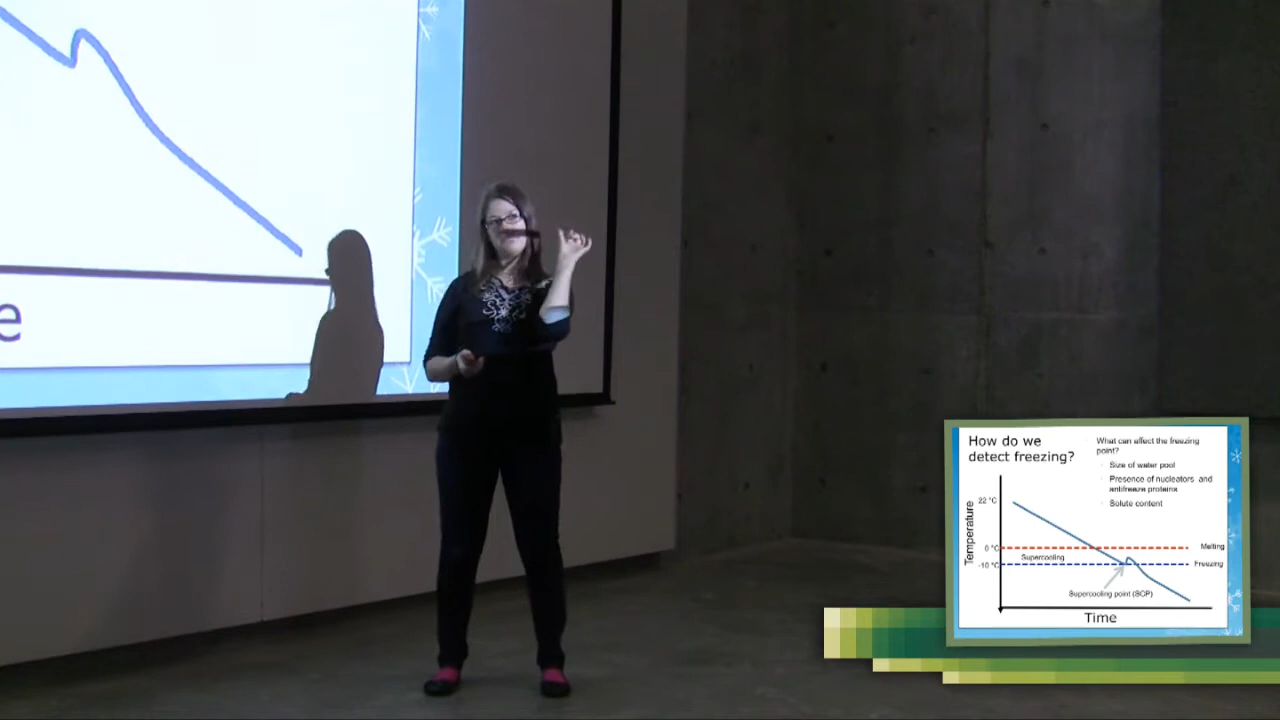 e
How do we
detect freezing?
What can affect the freezing
point?
Size of water pool
Presence of nucleators and
antifreeze proteins
Solute content
Temperature
22 °C
0 °C
-10 °C
Supercooling
Melting
Freezing
Supercooling point (SCP)
Time